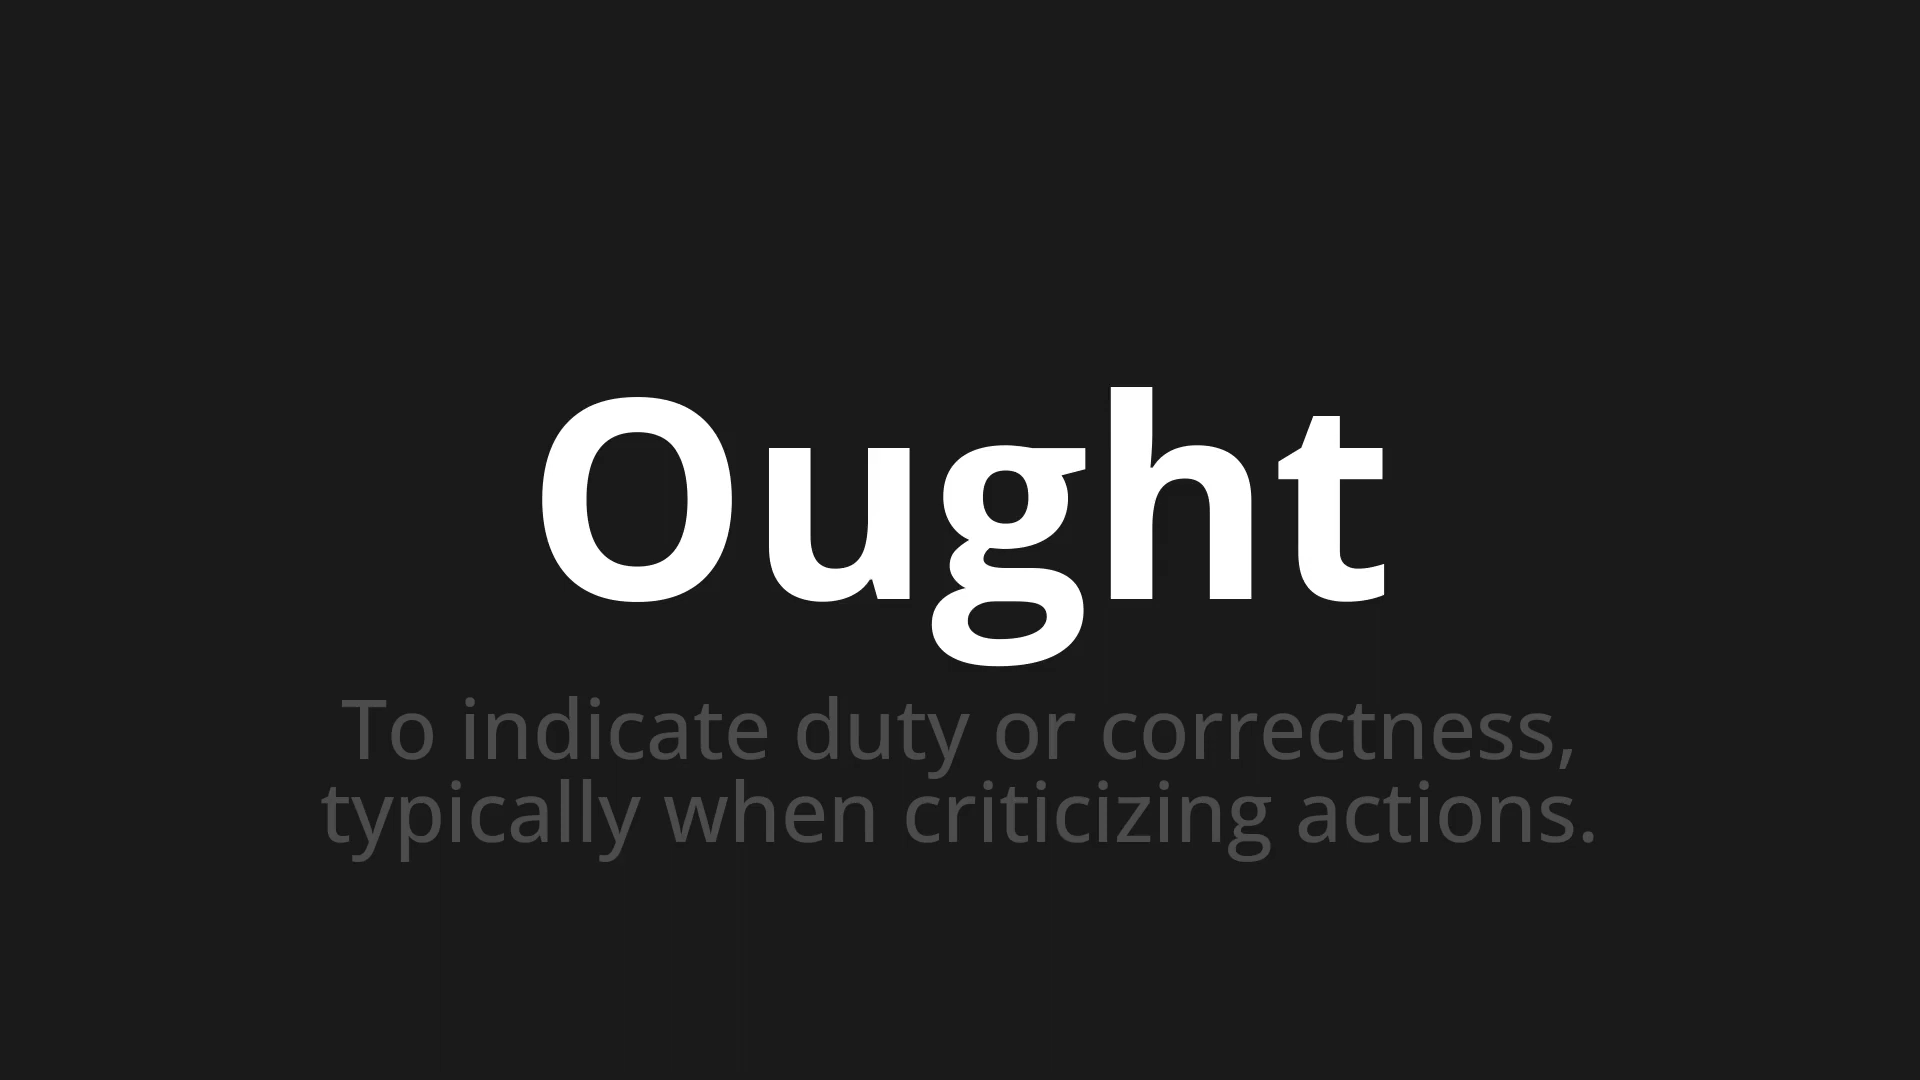 Ought
To indicate duty or correctness,
typically when criticizing actions.